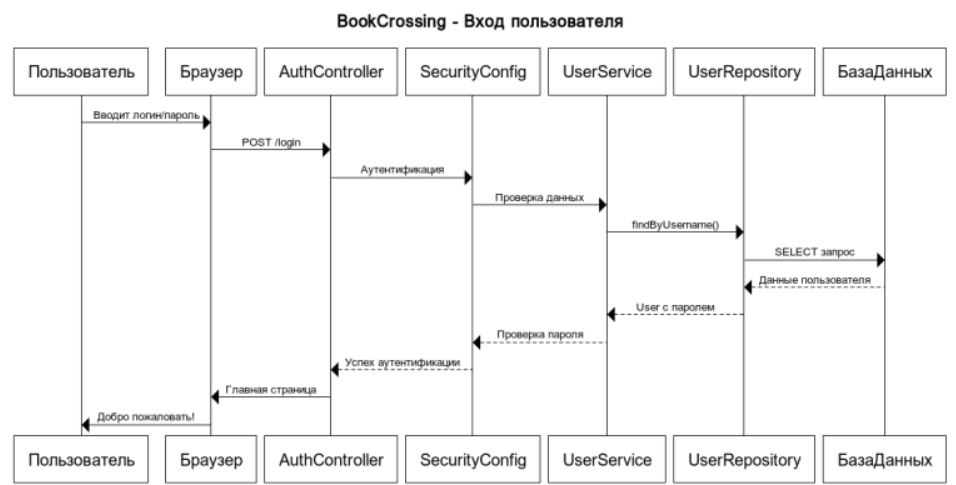 BookCrossing - Вход пользователя
Пользователь Браузер AuthController SecurityConfig UserService UserRepository БазаДанных
Вводит логин/пароль
POST /login
Аутентификация
Проверка данных
findByUsername()
SELECT запрос
Данные пользователя
User с паролем
Проверка пароля
Успех аутентификации
Главная страница
Добро пожаловать!
Пользователь Браузер AuthController SecurityConfig UserService UserRepository БазаДанных